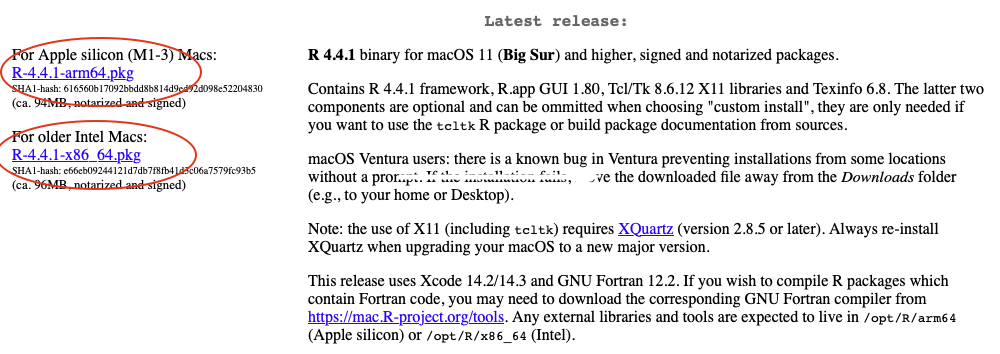 Latest release:
For Apple silicon (M1-3) Macs:
R-4.4.1-arm64.pkg
SHA1-hash: 616560b17092bbdd8b814d9cd92d098e52204830
(ca. 94MB, notarized and signed)
For older Intel Macs:
R-4.4.1-x86_64.pkg
SHA1-hash: e66eb09244121d7db7f8fb41d3c06a7579fc93b5
(ca. 96MB, notarized and signed)
R 4.4.1 binary for macOS 11 (Big Sur) and higher, signed and notarized packages.
Contains R 4.4.1 framework, R.app GUI 1.80, Tcl/Tk 8.6.12 X11 libraries and Texinfo 6.8. The latter two
components are optional and can be ommitted when choosing "custom install", they are only needed if
you want to use the tcltk R package or build package documentation from sources.
macOS Ventura users: there is a known bug in Ventura preventing installations from some locations
without a prompt. If the installation fails, ve the downloaded file away from the Downloads folder
(e.g., to your home or Desktop).
Note: the use of X11 (including tcltk) requires XQuartz (version 2.8.5 or later). Always re-install
XQuartz when upgrading your macOS to a new major version.
This release uses Xcode 14.2/14.3 and GNU Fortran 12.2. If you wish to compile R packages which
contain Fortran code, you may need to download the corresponding GNU Fortran compiler from
https://mac.R-project.org/tools. Any external libraries and tools are expected to live in /opt/R/arm64
(Apple silicon) or /opt/R/x86_64 (Intel).